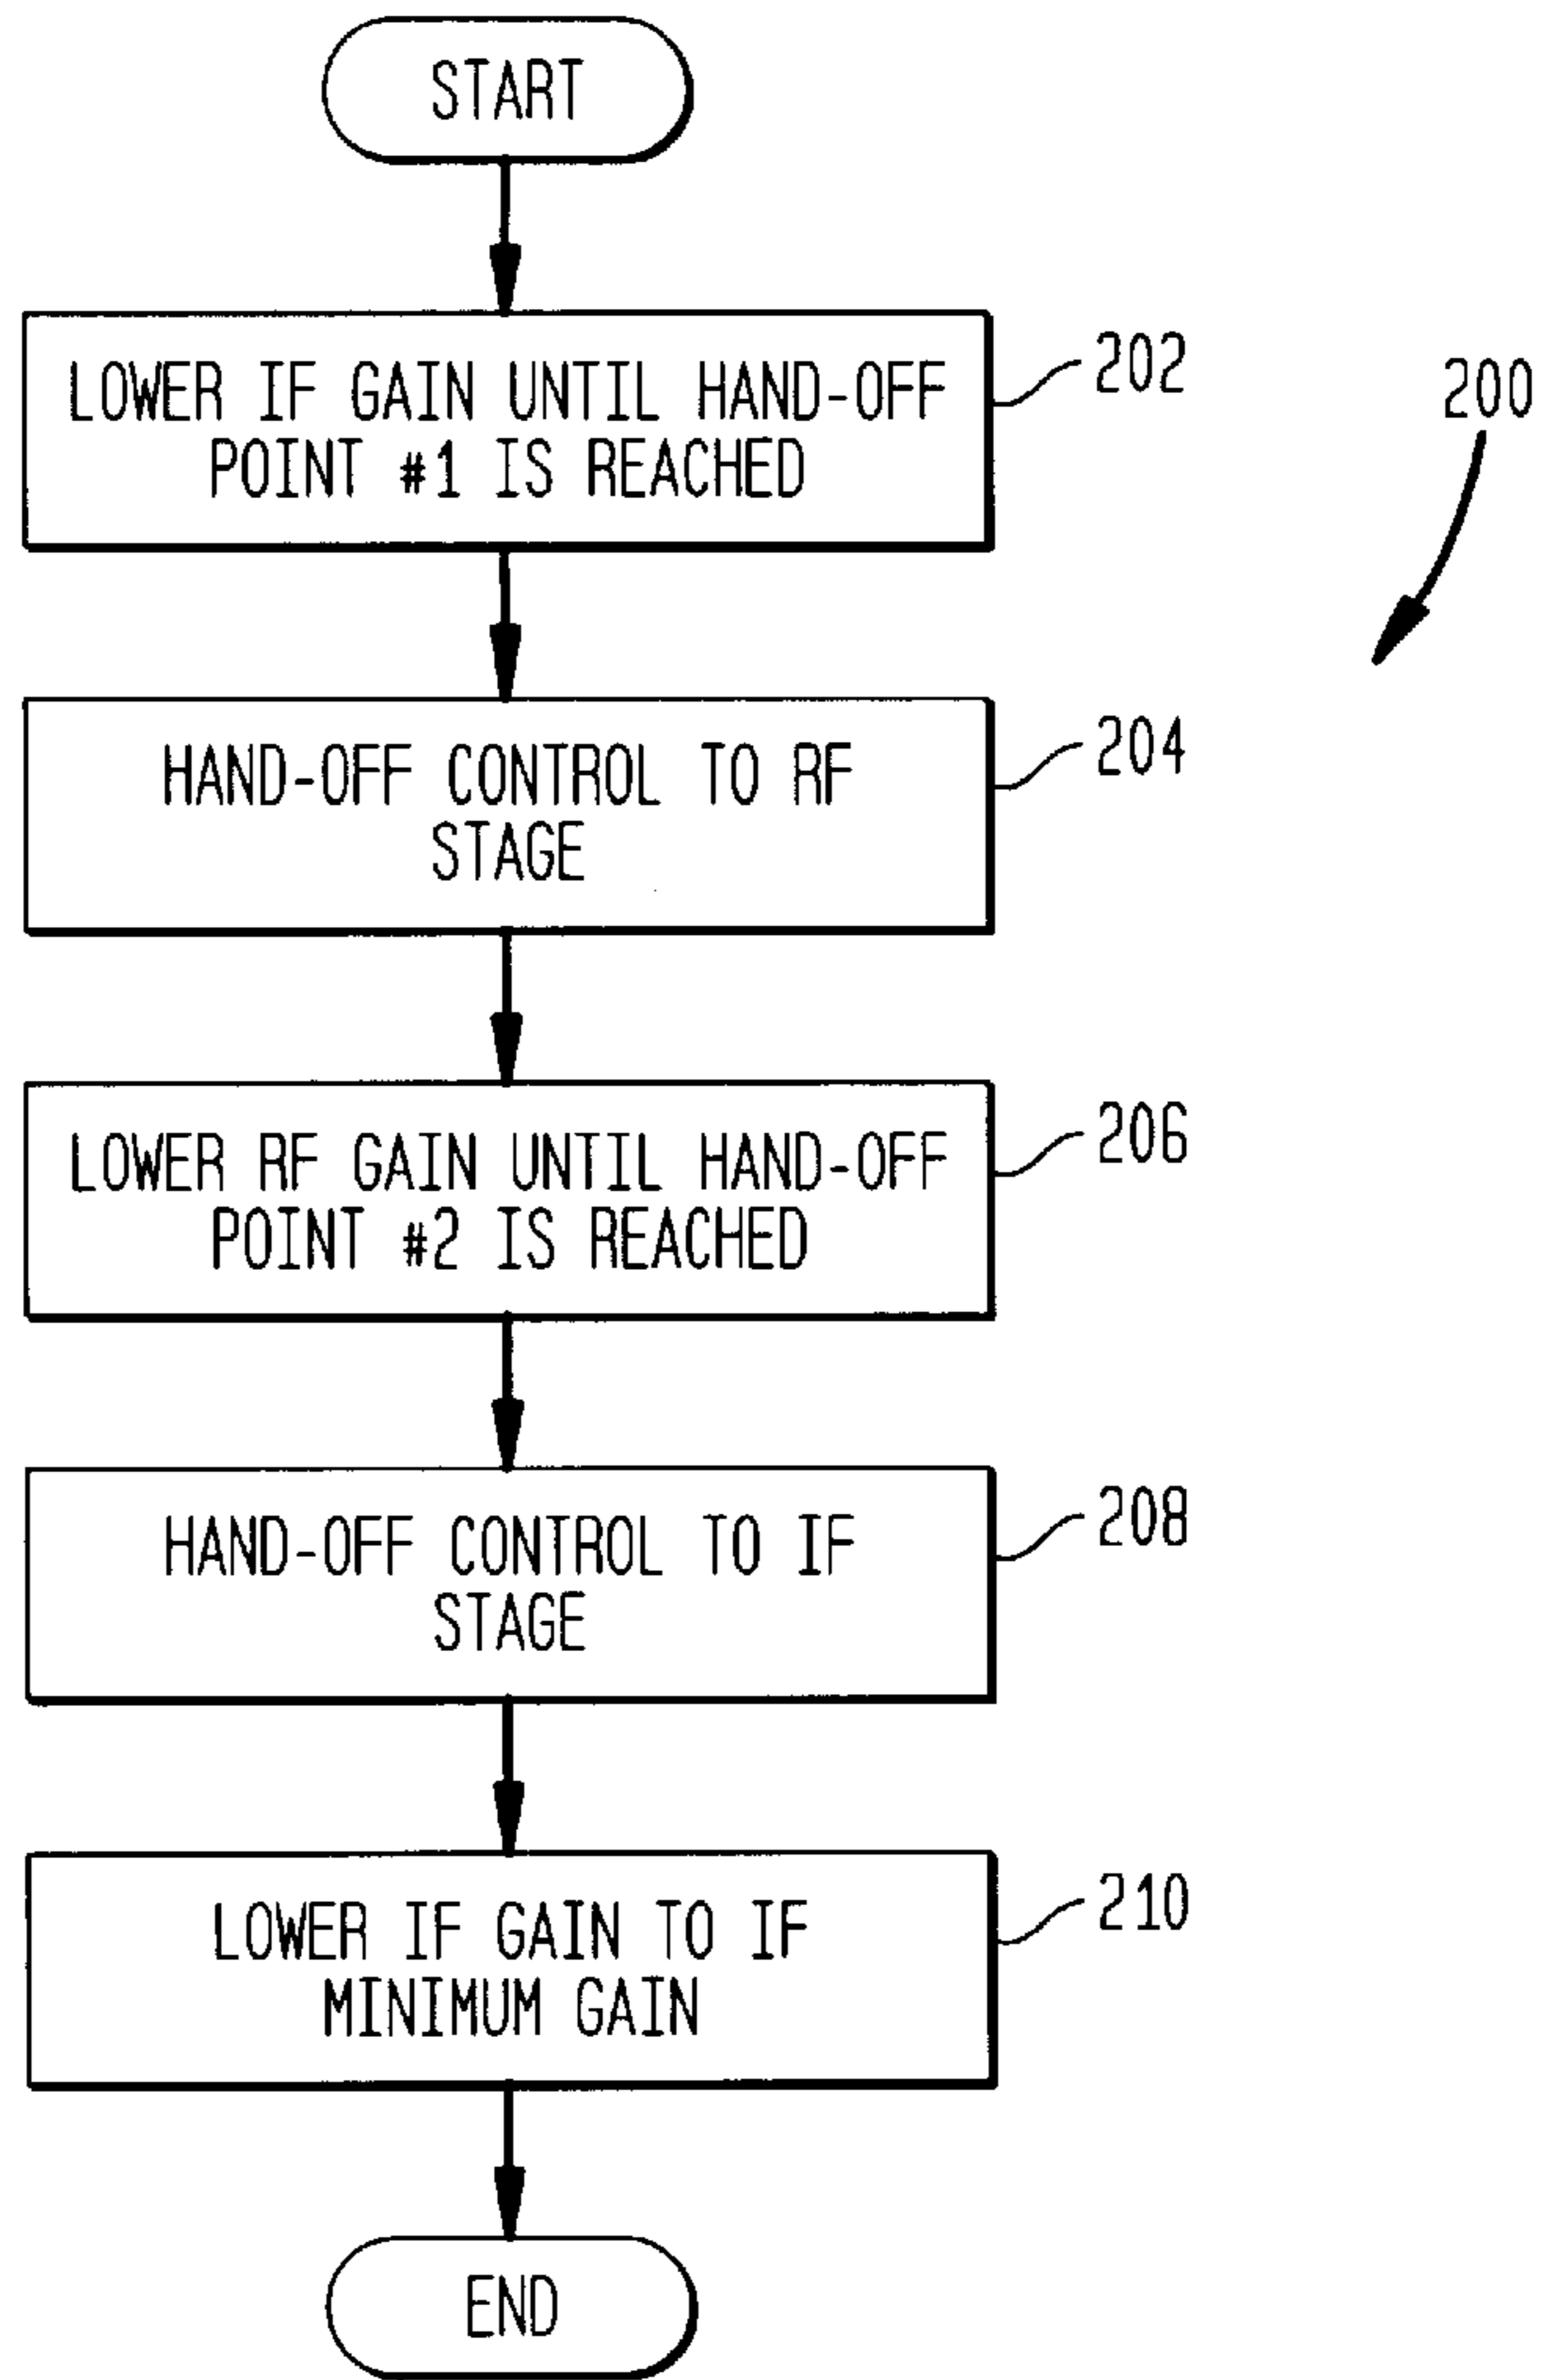 START
LOWER IF GAIN UNTIL HAND-OFF
POINT #1 IS REACHED
202
200
HAND-OFF CONTROL TO RF
STAGE
204
LOWER RF GAIN UNTIL HAND-OFF
POINT #2 IS REACHED
206
HAND-OFF CONTROL TO IF
STAGE
208
LOWER IF GAIN TO IF
MINIMUM GAIN
210
END